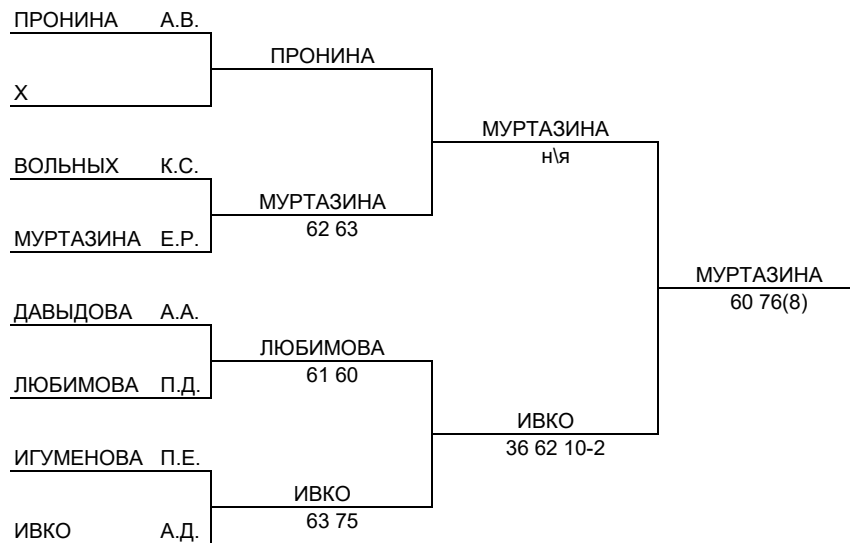 ПРОНИНА А.В.
ПРОНИНА
Х
МУРТАЗИНА
н\я
ВОЛЬНЫХ К.С.
МУРТАЗИНА
62 63
МУРТАЗИНА Е.Р.
МУРТАЗИНА
60 76(8)
ДАВЫДОВА А.А.
ЛЮБИМОВА
61 60
ЛЮБИМОВА П.Д.
ИВКО
36 62 10-2
ИГУМЕНОВА П.Е.
ИВКО
63 75
ИВКО А.Д.